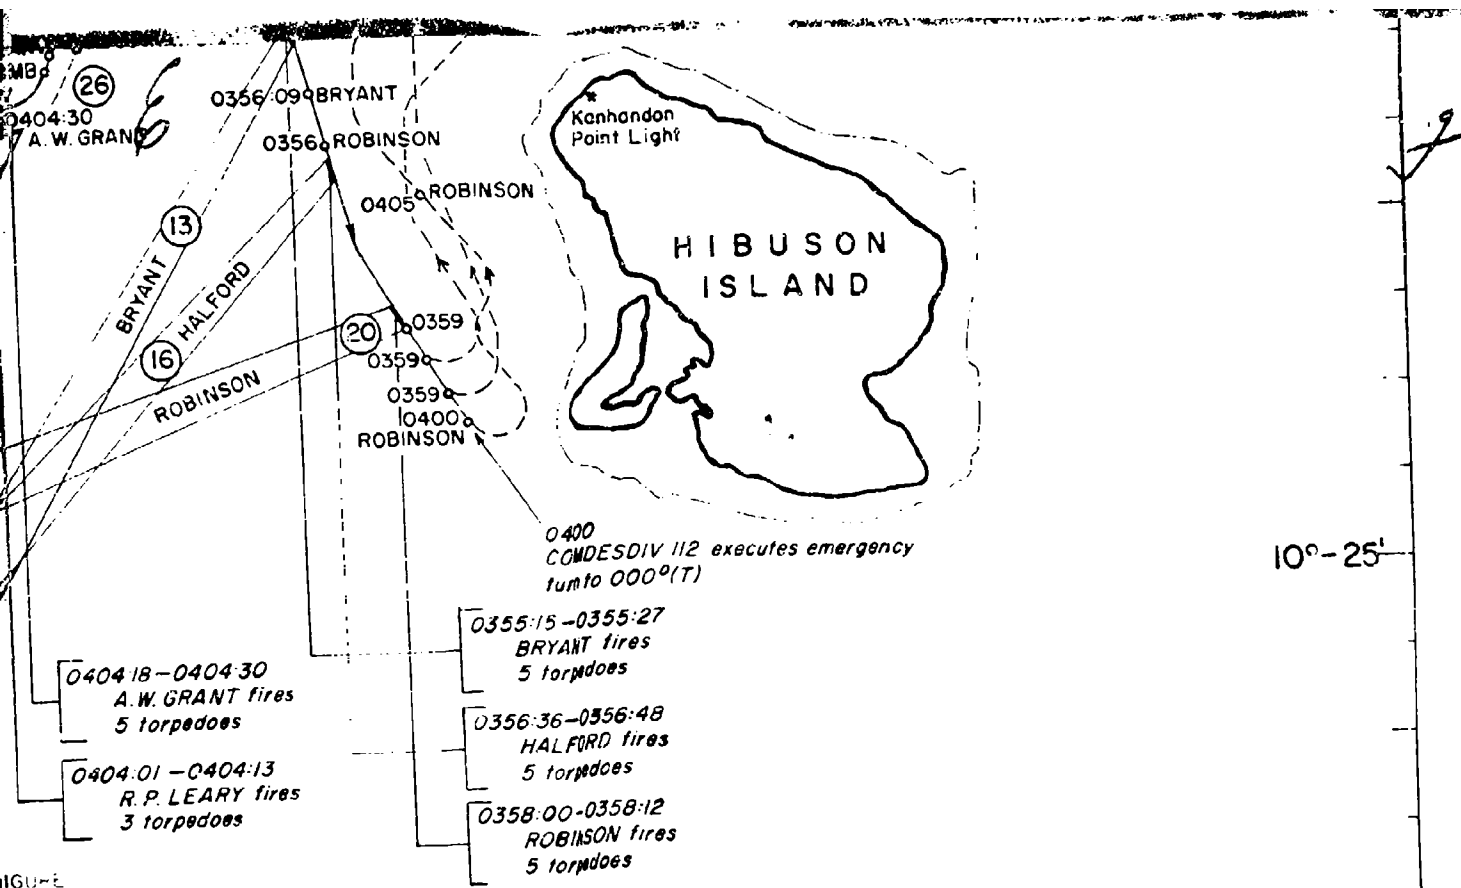 MB
26
0404:30
A.W. GRANT
0356:09 BRYANT
0356 ROBINSON
ROBINSON
0405
Kanhandon
Point Light
HIBUSON
ISLAND
13
BRYANT
HALFORD
16
ROBINSON
20
0359
0359
0359
0400
ROBINSON
0400
COMDESDIV 112 executes emergency
turn to 000°(T)
10°-25'
9
0355:15-0355:27
BRYANT fires
5 torpedoes
0356:36-0356:48
HALFORD fires
5 torpedoes
0358:00-0358:12
ROBINSON fires
5 torpedoes
0404:18-0404:30
A.W. GRANT fires
5 torpedoes
0404:01-0404:13
R.P. LEARY fires
3 torpedoes